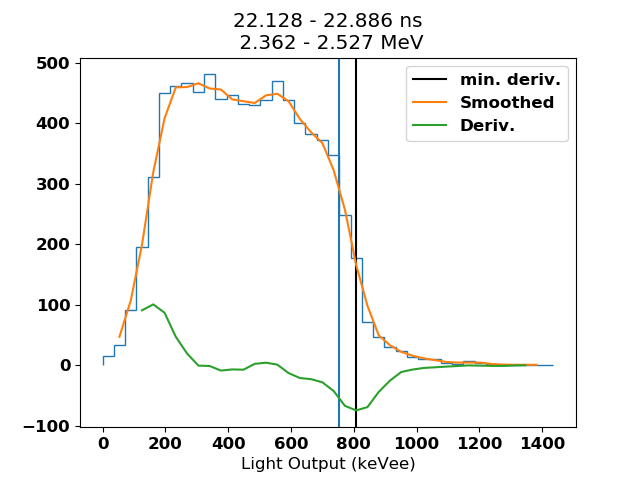 22.128 - 22.886 ns
2.362 - 2.527 MeV
min. deriv.
Smoothed
Deriv.
500
400
300
200
100
0
−100
0 200 400 600 800 1000 1200 1400
Light Output (keVee)